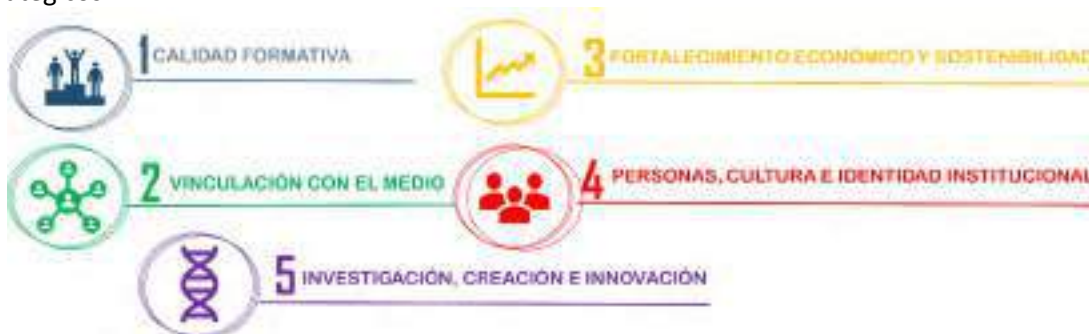 1 CALIDAD FORMATIVA
3 FORTALECIMIENTO ECONÓMICO Y SOSTENIBILIDAD
2 VINCULACIÓN CON EL MEDIO
4 PERSONAS, CULTURA E IDENTIDAD INSTITUCIONAL
5 INVESTIGACIÓN, CREACIÓN E INNOVACIÓN